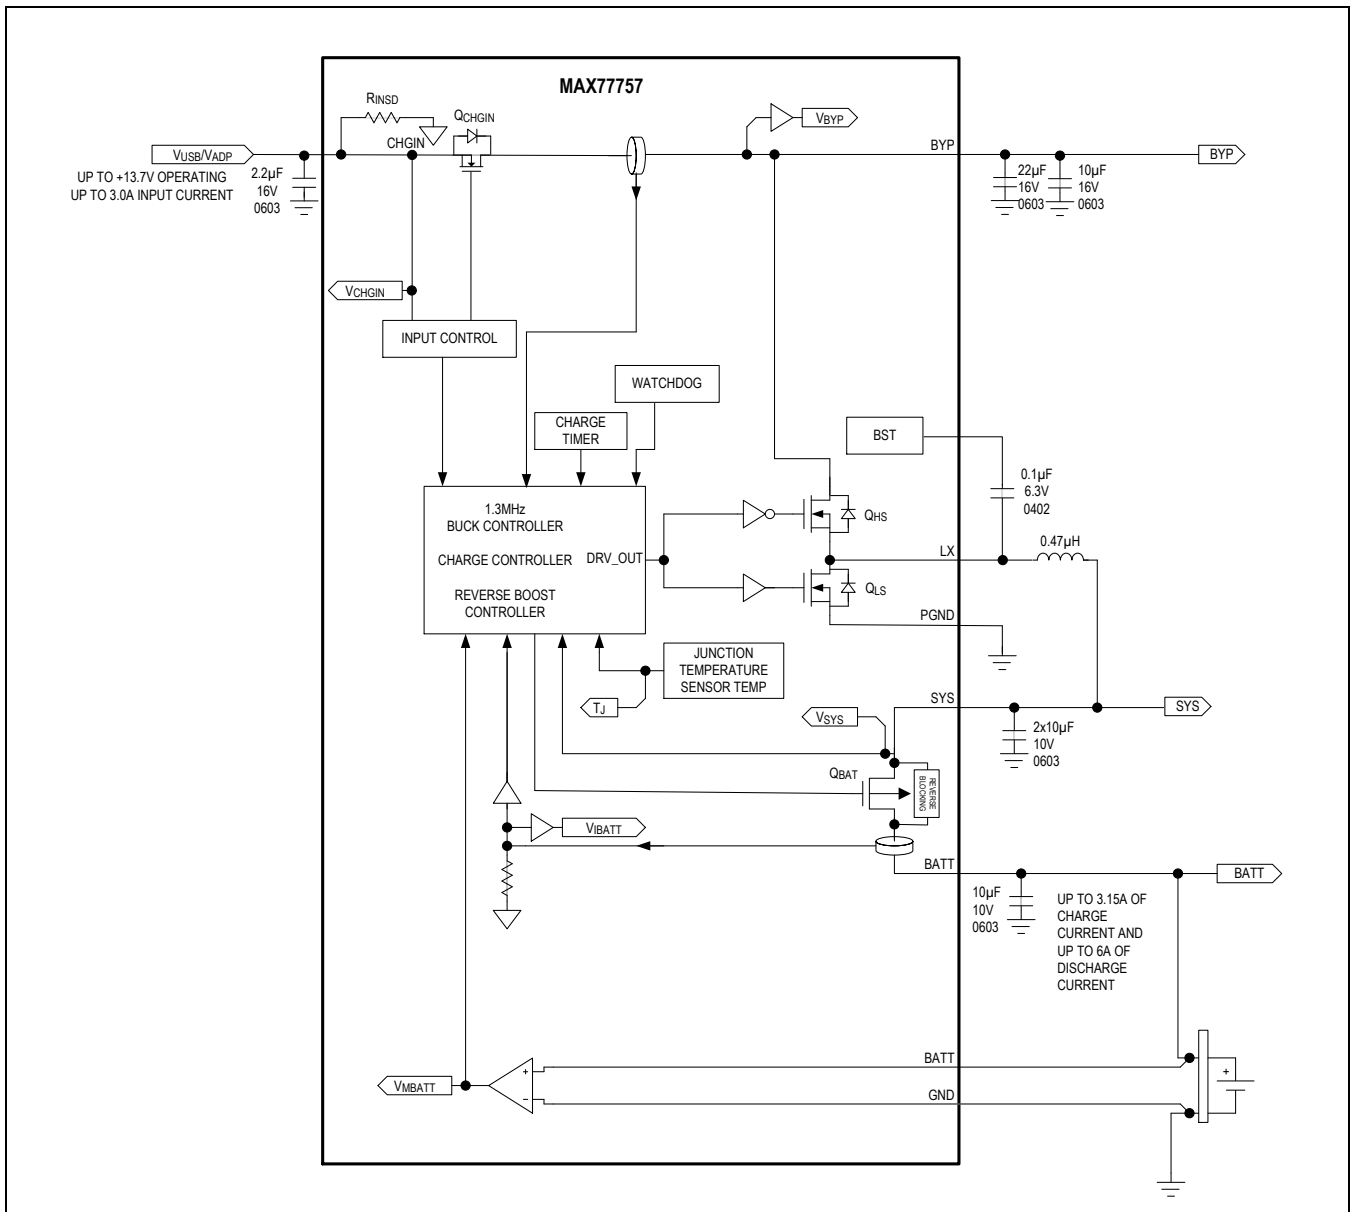 MAX77757
RINSD
QCHGIN
CHGIN
VBYP
BYP
BYP
VUSB/VADP
UP TO +13.7V OPERATING
UP TO 3.0A INPUT CURRENT
2.2µF
16V
0603
22µF
16V
0603
10µF
16V
0603
VCHGIN
INPUT CONTROL
WATCHDOG
CHARGE
TIMER
BST
0.1µF
6.3V
0402
1.3MHz
BUCK CONTROLLER
CHARGE CONTROLLER
REVERSE BOOST
CONTROLLER
DRV_OUT
QHS
LX
0.47µH
QLS
PGND
JUNCTION
TEMPERATURE
SENSOR TEMP
TJ
SYS
SYS
VSYS
2x10µF
10V
0603
QBAT
REVERSE
BLOCKING
VIBATT
BATT
BATT
10µF
10V
0603
UP TO 3.15A OF
CHARGE
CURRENT AND
UP TO 6A OF
DISCHARGE
CURRENT
BATT
+
+
VMBATT
−
GND